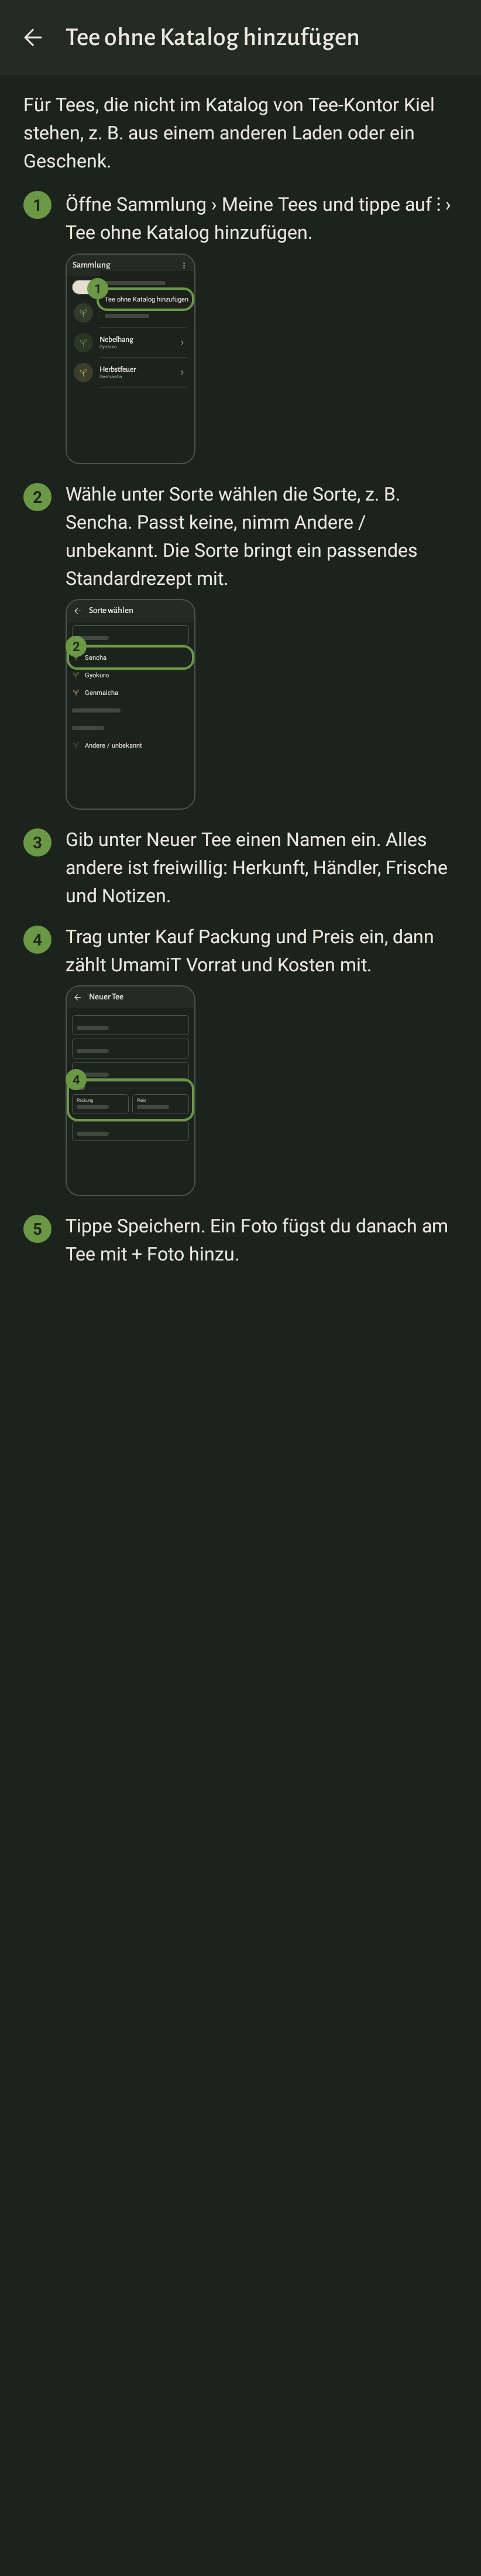 Tee ohne Katalog hinzufügen
Für Tees, die nicht im Katalog von Tee-Kontor Kiel
stehen, z. B. aus einem anderen Laden oder ein
Geschenk.
1
Öffne Sammlung › Meine Tees und tippe auf ⋮ ›
Tee ohne Katalog hinzufügen.
Sammlung
1
Tee ohne Katalog hinzufügen
Nebelhang
Gyokuro
Herbstfeuer
Genmaicha
2
Wähle unter Sorte wählen die Sorte, z. B.
Sencha. Passt keine, nimm Andere /
unbekannt. Die Sorte bringt ein passendes
Standardrezept mit.
Sorte wählen
2
Sencha
Gyokuro
Genmaicha
Andere / unbekannt
3
Gib unter Neuer Tee einen Namen ein. Alles
andere ist freiwillig: Herkunft, Händler, Frische
und Notizen.
4
Trag unter Kauf Packung und Preis ein, dann
zählt UmamiT Vorrat und Kosten mit.
Neuer Tee
4
Packung
Preis
5
Tippe Speichern. Ein Foto fügst du danach am
Tee mit + Foto hinzu.